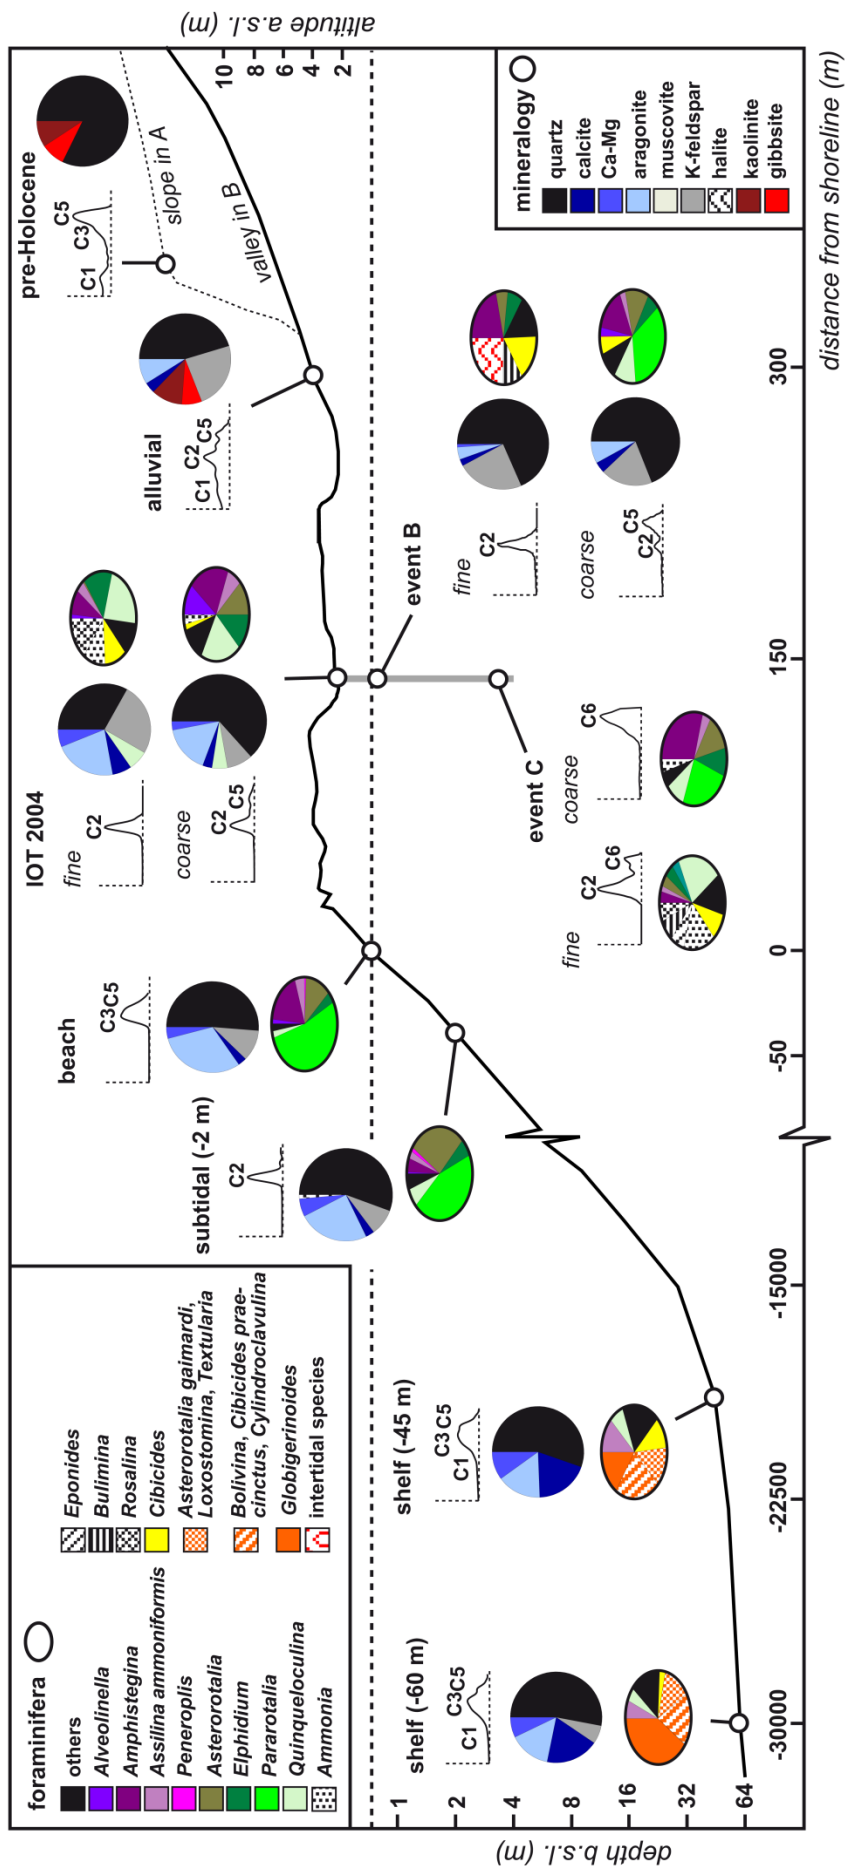 foraminifera
others
Alveolinella
Amphistegina
Assilina ammoniformis
Peneroplis
Asterorotalia
Elphidium
Pararotalia
Quinqueloculina
Ammonia
Eponides
Bulimina
Rosalina
Cibicides
Asterorotalia gaimardi,
Loxostomina, Textularia
Bolivina, Cibicides prae-
cinctus, Cylindroclavulina
Globigerinoides
intertidal species
shelf (-60 m)
C1
C3C5
shelf (-45 m)
C1
C3C5
subtidal (-2 m)
C2
beach
C3C5
IOT 2004
fine
C2
coarse
C2
C5
alluvial
C1
C2
C5
pre-Holocene
C1
C3
C5
slope in A
valley in B
altitude a.s.l. (m)
10
8
6
4
2
event B
fine
C2
coarse
C2
C5
event C
fine
C2
C6
coarse
C6
mineralogy
quartz
calcite
Ca-Mg
aragonite
muscovite
K-feldspar
halite
kaolinite
gibbsite
depth b.s.l. (m)
1
2
4
8
16
32
64
-30000
-22500
-15000
-50
0
150
300
distance from shoreline (m)